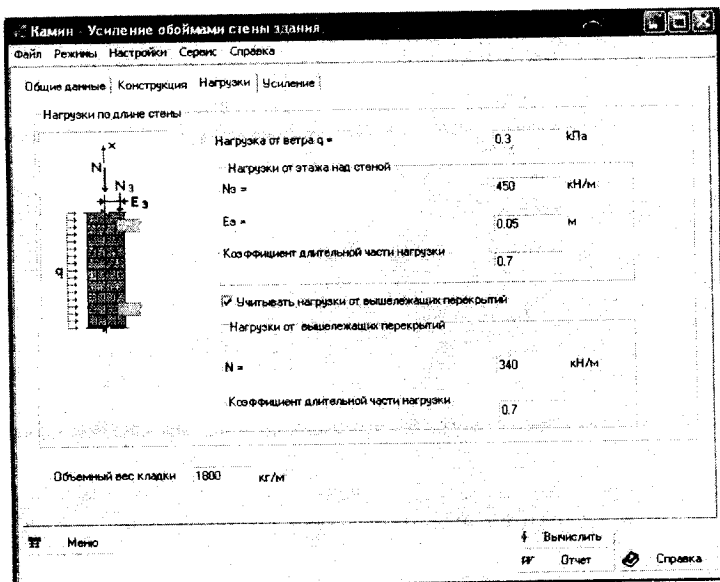 Камин - Усиление обоймами стены здания
Файл Режимы Настройки Сервис Справка
Общие данные Конструкция Нагрузки Усиление
Нагрузки по длине стены
Нагрузка от ветра q = 0.3 кПа
Нагрузки от этажа над стеной
Nэ = 450 кН/м
Eэ = 0.05 м
Коэффициент длительной части нагрузки 0.7
Учитывать нагрузки от вышележащих перекрытий
Нагрузки от вышележащих перекрытий
N = 340 кН/м
Коэффициент длительной части нагрузки 0.7
x
N
Nэ
Eэ
q
Объемный вес кладки 1800 кг/м³
Меню
Вычислить
Отчет
Справка